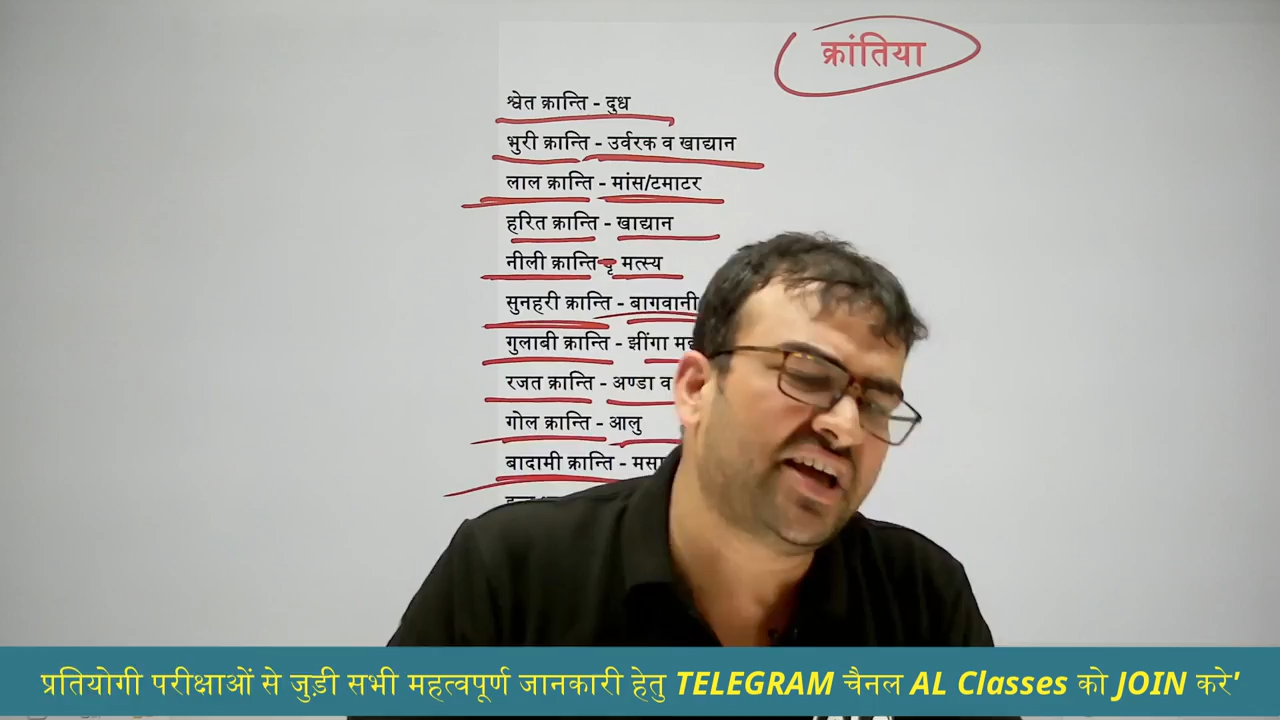 क्रांतिया
श्वेत क्रान्ति - दुध
भुरी क्रान्ति - उर्वरक व खाद्यान
लाल क्रान्ति - मांस/टमाटर
हरित क्रान्ति - खाद्यान
नीली क्रान्ति - मत्स्य
सुनहरी क्रान्ति - बागवानी
गुलाबी क्रान्ति - झींगा
रजत क्रान्ति - अण्डा व
गोल क्रान्ति - आलु
बादामी क्रान्ति -
प्रतियोगी परीक्षाओं से जुड़ी सभी महत्वपूर्ण जानकारी हेतु TELEGRAM चैनल AL Classes को JOIN करे'